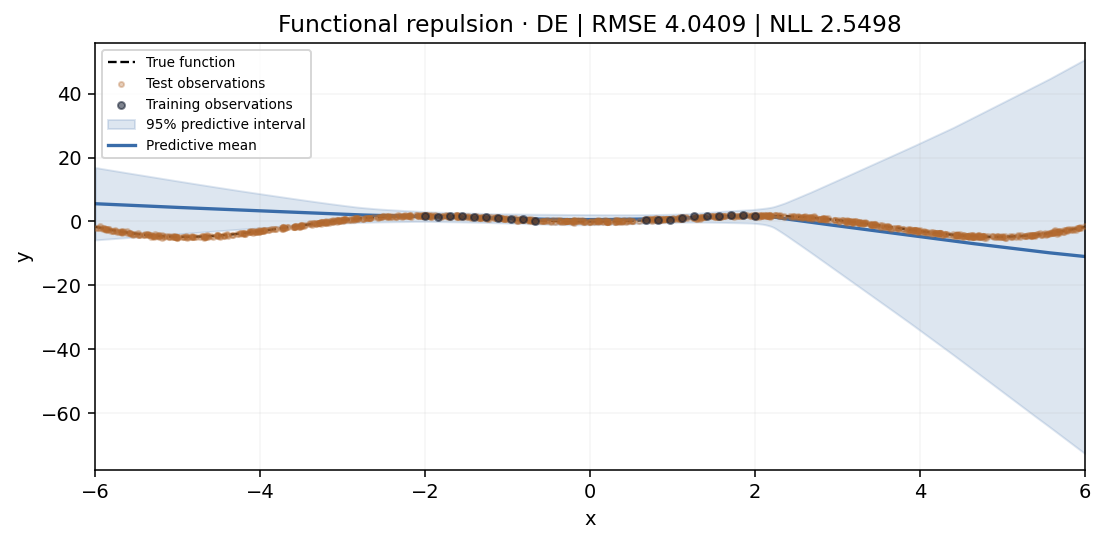 Functional repulsion · DE | RMSE 4.0409 | NLL 2.5498
True function
Test observations
Training observations
95% predictive interval
Predictive mean
40
20
0
−20
−40
−60
y
−6
−4
−2
0
2
4
6
x